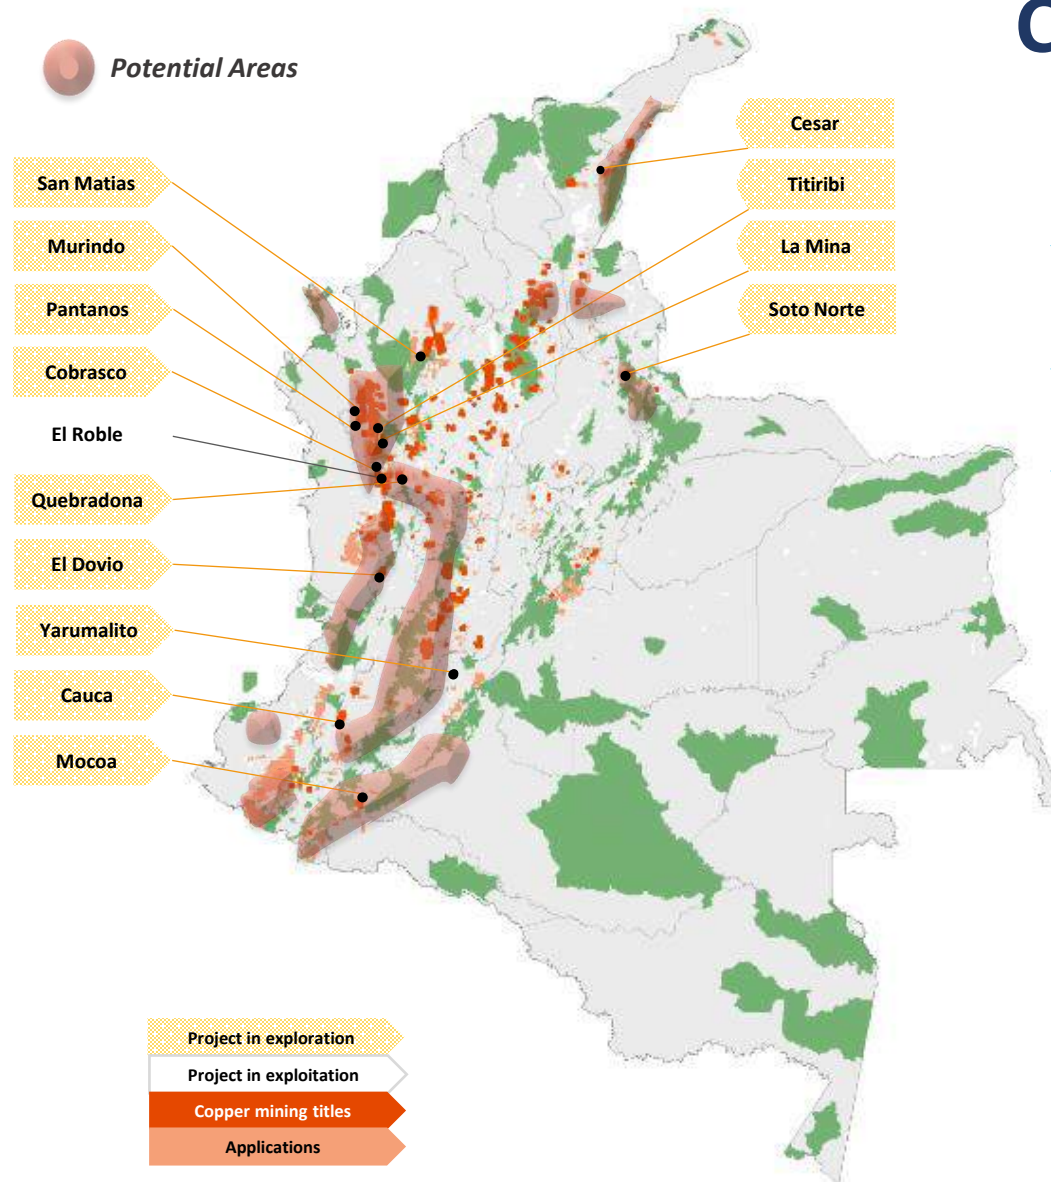 C
Potential Areas
Cesar
San Matias
Titiribi
Murindo
La Mina
Pantanos
Soto Norte
Cobrasco
El Roble
Quebradona
El Dovio
Yarumalito
Cauca
Mocoa
Project in exploration
Project in exploitation
Copper mining titles
Applications